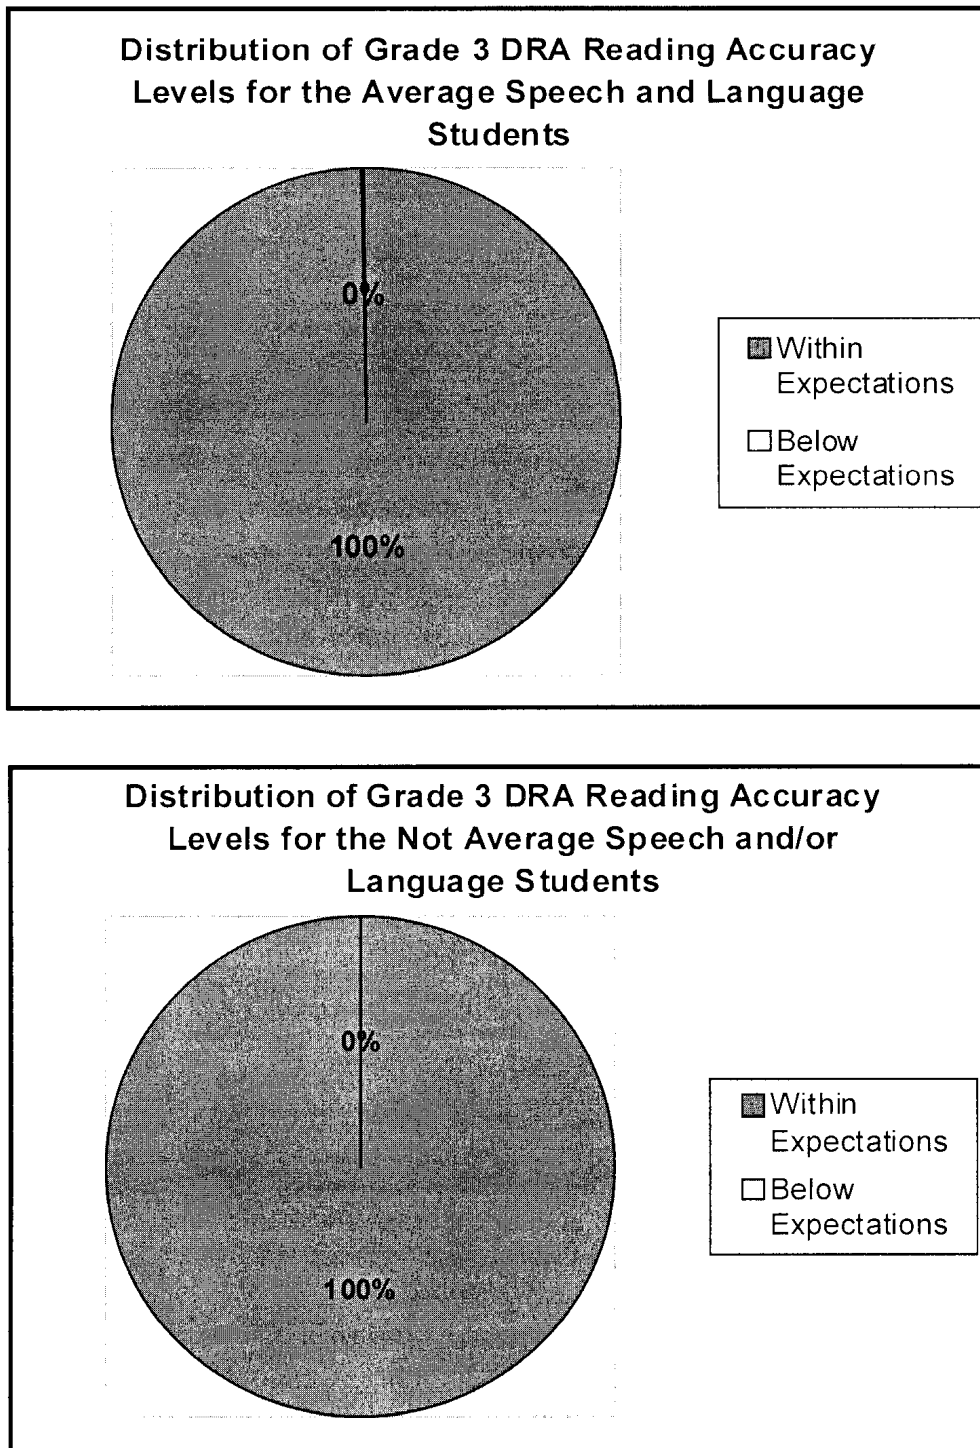 Distribution of Grade 3 DRA Reading Accuracy
Levels for the Average Speech and Language
Students
0%
100%
Within
Expectations
Below
Expectations
Distribution of Grade 3 DRA Reading Accuracy
Levels for the Not Average Speech and/or
Language Students
0%
100%
Within
Expectations
Below
Expectations